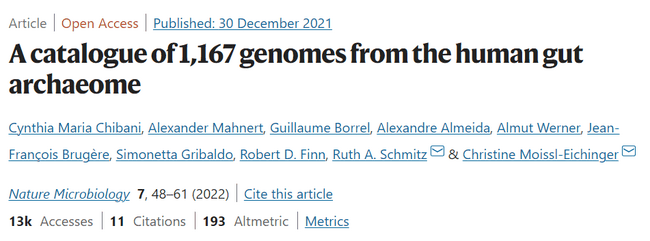 Article | Open Access | Published: 30 December 2021
A catalogue of 1,167 genomes from the human gut
archaeome
Cynthia Maria Chibani, Alexander Mahnert, Guillaume Borrel, Alexandre Almeida, Almut Werner, Jean-
François Brugère, Simonetta Gribaldo, Robert D. Finn, Ruth A. Schmitz & Christine Moissl-Eichinger
Nature Microbiology 7, 48–61 (2022) | Cite this article
13k Accesses | 11 Citations | 193 Altmetric | Metrics